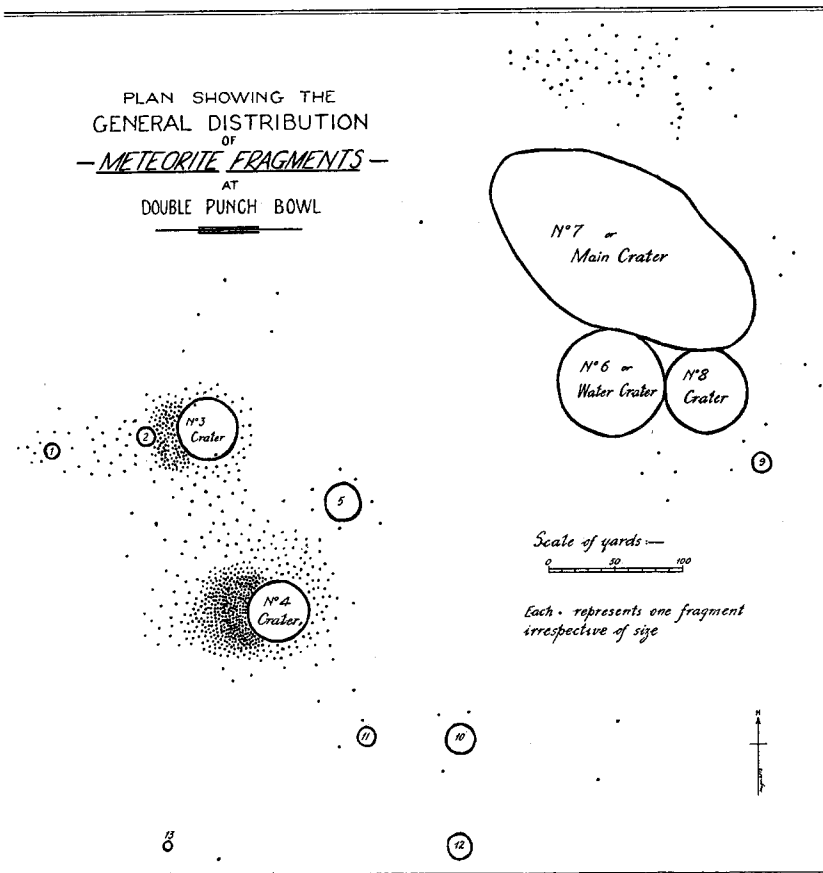 PLAN SHOWING THE
GENERAL DISTRIBUTION
OF
— METEORITE FRAGMENTS —
AT
DOUBLE PUNCH BOWL
Nº7 or
Main Crater
Nº6 or
Water Crater
Nº8
Crater
Nº3
Crater
2
1
9
5
Scale of yards:—
0 50 100
Nº4
Crater.
Each . represents one fragment
irrespective of size
N
11
10
13
12